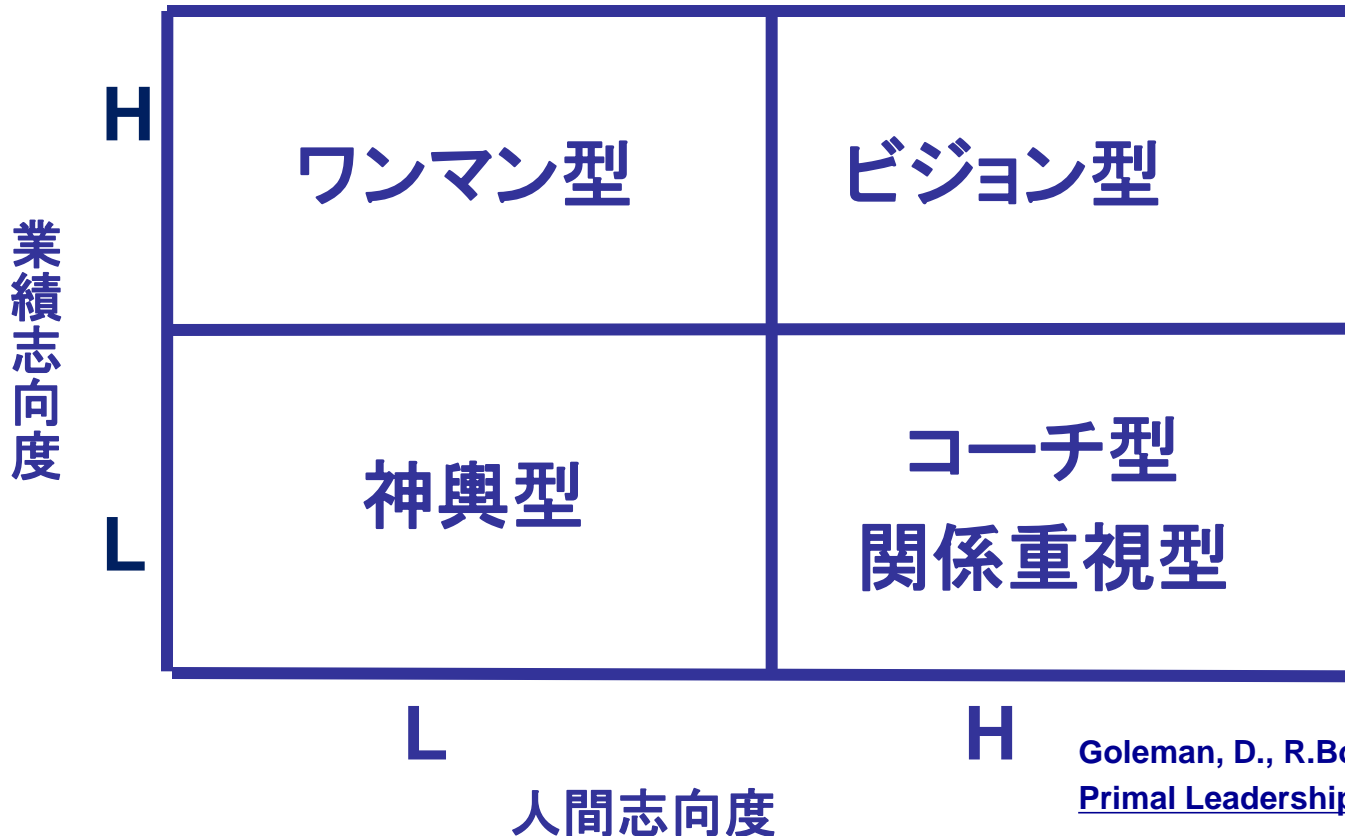 H
ワンマン型
ビジョン型
業績志向度
神輿型
コーチ型
関係重視型
L
L
H
人間志向度
Goleman, D., R.Bo
Primal Leadership